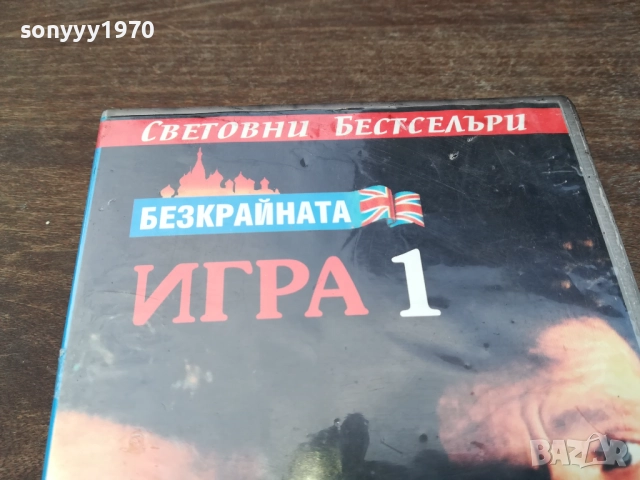 sonyyy1970
СВЕТОВНИ БЕСТСЕЛЪРИ
БЕЗКРАЙНАТА
ИГРА 1
BAZAR